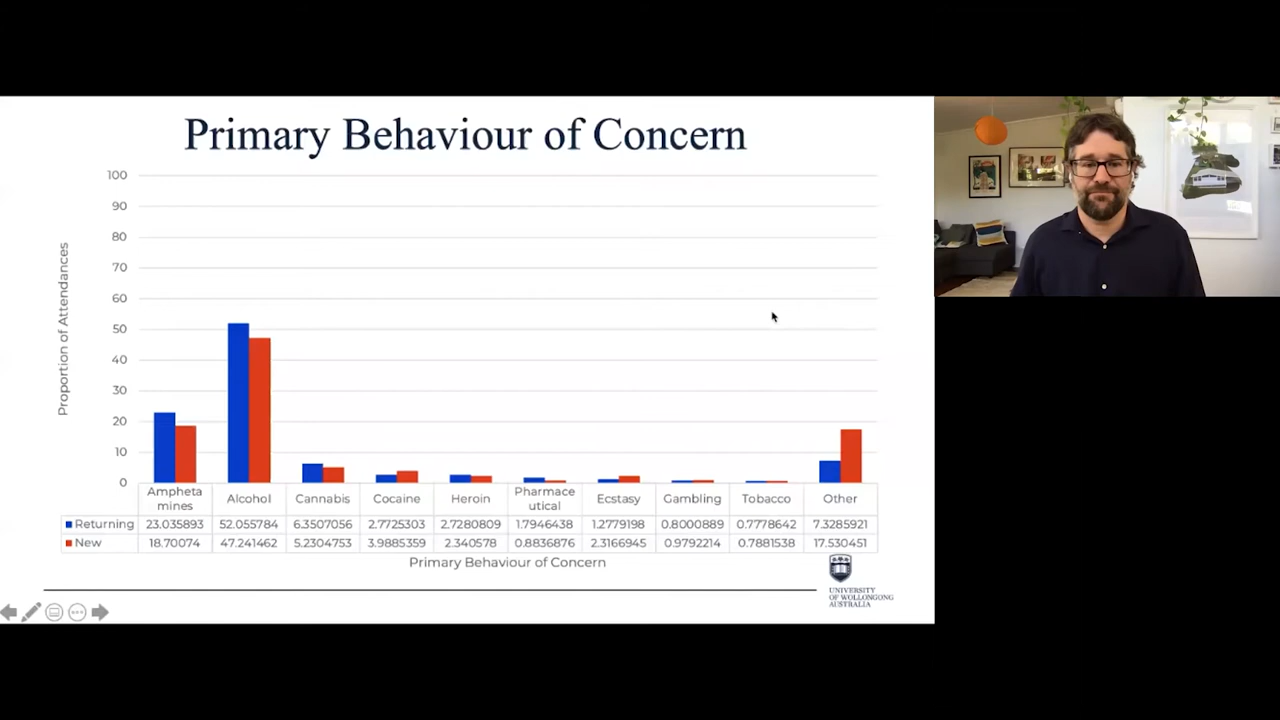 Primary Behaviour of Concern
100
90
80
70
60
50
40
30
20
10
0
Proportion of Attendances
Ampheta
mines
Alcohol
Cannabis
Cocaine
Heroin
Pharmace
utical
Ecstasy
Gambling
Tobacco
Other
Returning 23.035893 52.055784 6.3507056 2.7725303 2.7280809 1.7946438 1.2779198 0.8000889 0.7778642 7.3285921
New 18.70074 47.241462 5.2304753 3.9885359 2.340578 0.8836876 2.3166945 0.9792214 0.7881538 17.530451
Primary Behaviour of Concern
UNIVERSITY
OF WOLLONGONG
AUSTRALIA